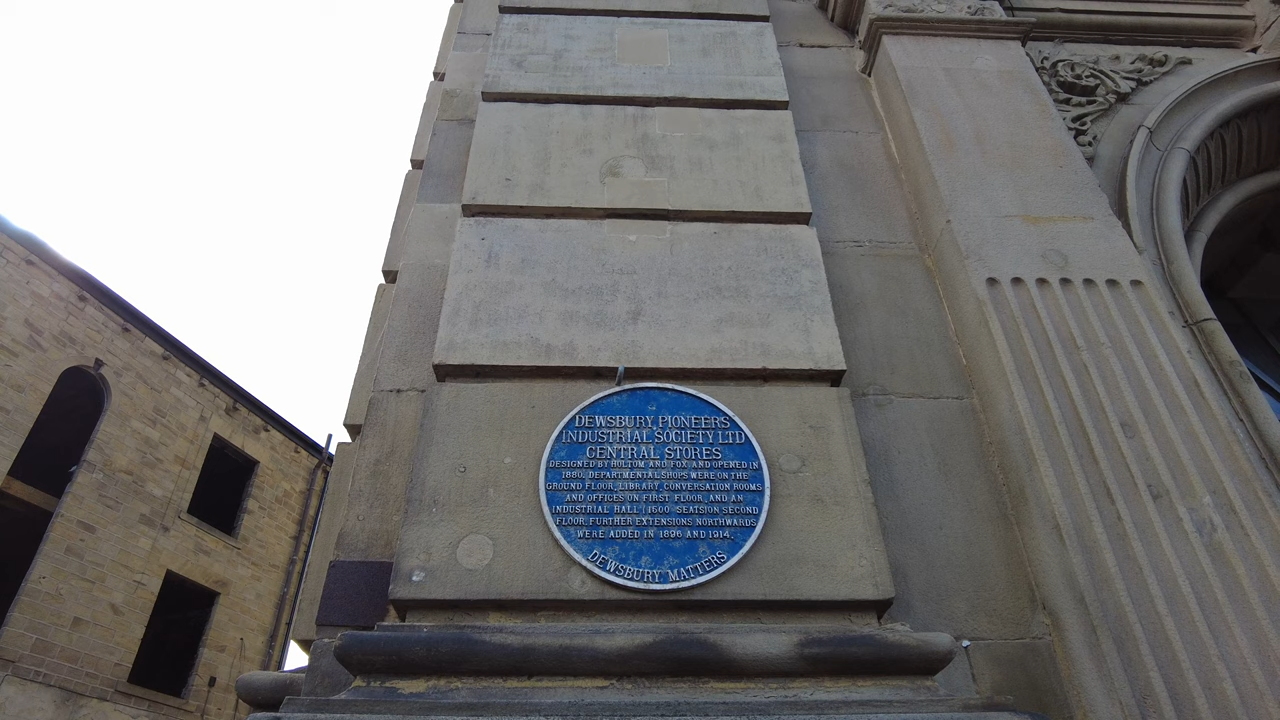 DEWSBURY PIONEERS
INDUSTRIAL SOCIETY LTD
CENTRAL STORES
DESIGNED BY HOLTOM AND FOX AND OPENED IN
1880. DEPARTMENTAL SHOPS WERE ON THE
GROUND FLOOR, LIBRARY, CONVERSATION ROOMS
AND OFFICES ON FIRST FLOOR, AND AN
INDUSTRIAL HALL (1600 SEATS)ON SECOND
FLOOR. FURTHER EXTENSIONS NORTHWARDS
WERE ADDED IN 1896 AND 1914.
DEWSBURY MATTERS